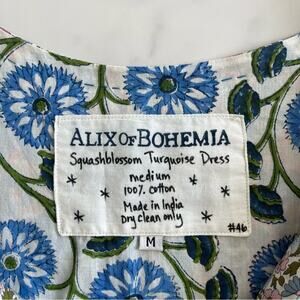 ALIX OF BOHEMIA
Squashblossom Turquoise Dress
medium
100% cotton
Made in India
Dry clean only
#46
M